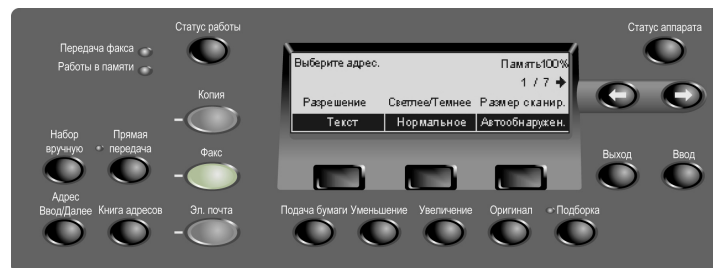 Статус работы
Статус аппарата
Передача факса
Работы в памяти
Выберите адрес.
Память100%
1 / 7
Разрешение Светлее/Темнее Размер сканир.
Текст Нормальное Автообнаружен.
Копия
Набор вручную
Прямая передача
Факс
Выход
Ввод
Адрес Ввод/Далее
Книга адресов
Эл. почта
Подача бумаги
Уменьшение
Увеличение
Оригинал
Подборка